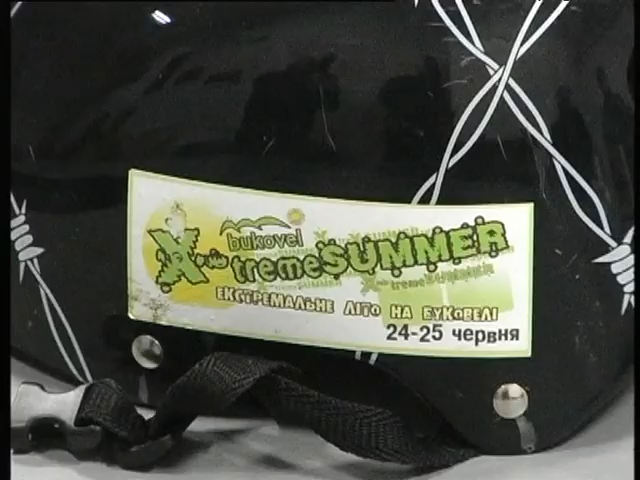 bukovel
X-treme SUMMER
ЕКСТРЕМАЛЬНЕ ЛІТО НА БУКОВЕЛІ
24-25 червня